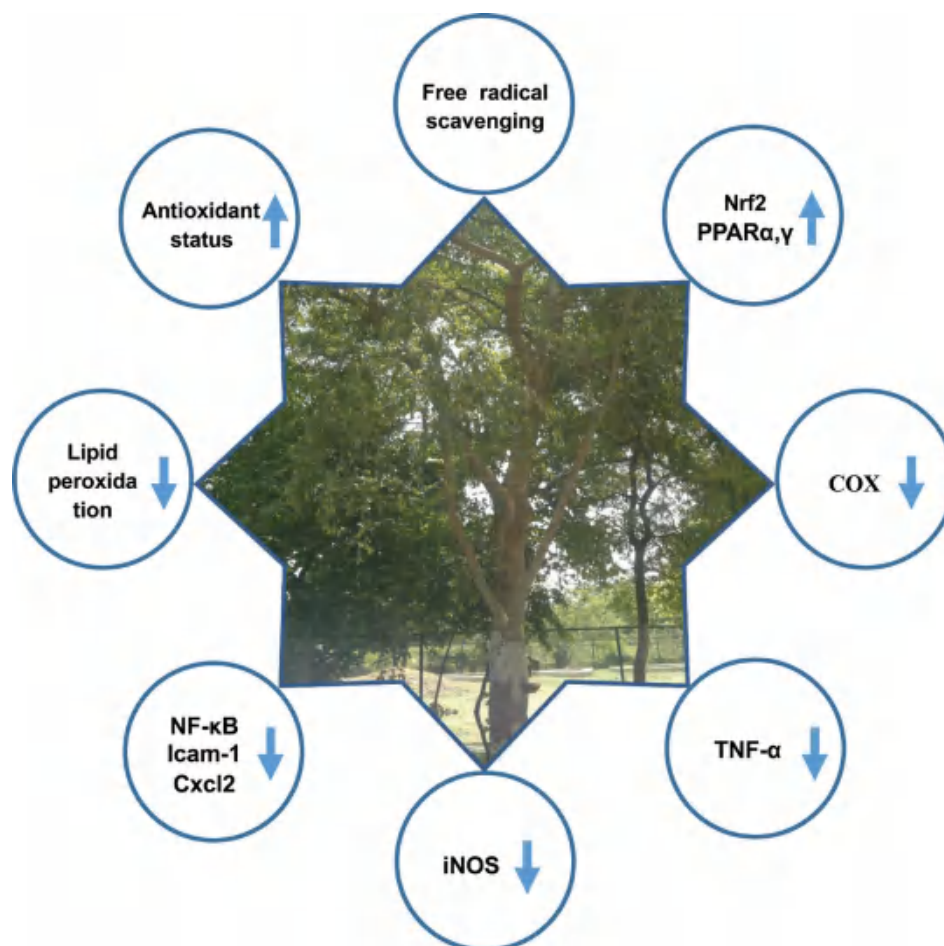 Free radical
scavenging
Nrf2
PPARα,γ
COX
TNF-α
iNOS
NF-κB
Icam-1
Cxcl2
Lipid
peroxida
tion
Antioxidant
status